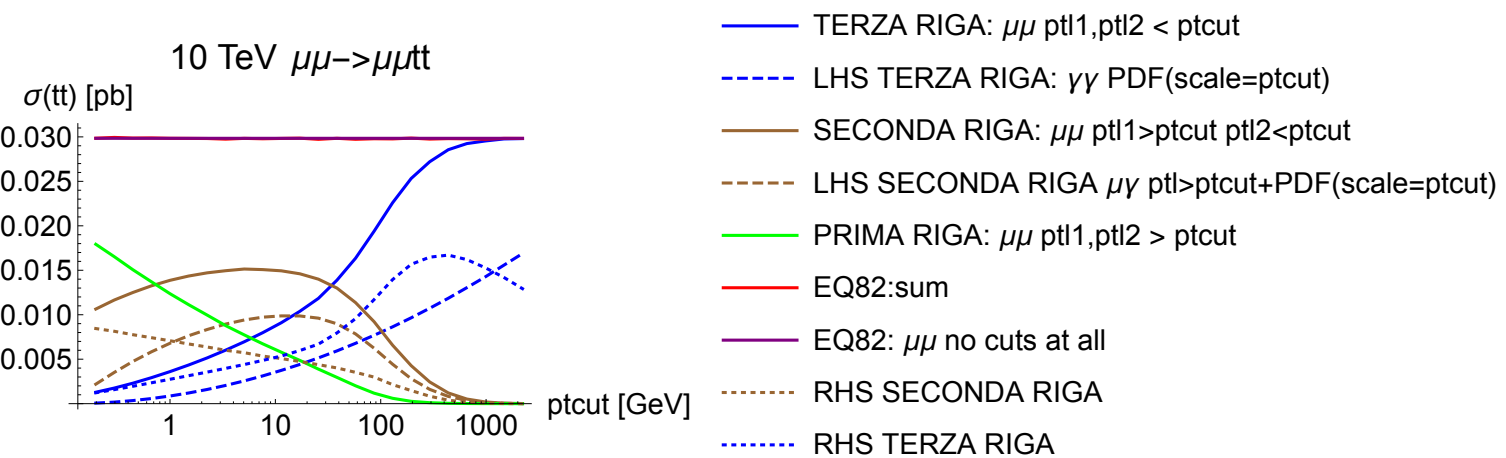 10 TeV μμ−>μμtt
σ(tt) [pb]
0.030
0.025
0.020
0.015
0.010
0.005
1 10 100 1000
ptcut [GeV]
TERZA RIGA: μμ ptl1,ptl2 < ptcut
LHS TERZA RIGA: γγ PDF(scale=ptcut)
SECONDA RIGA: μμ ptl1>ptcut ptl2<ptcut
LHS SECONDA RIGA μγ ptl>ptcut+PDF(scale=ptcut)
PRIMA RIGA: μμ ptl1,ptl2 > ptcut
EQ82:sum
EQ82: μμ no cuts at all
RHS SECONDA RIGA
RHS TERZA RIGA